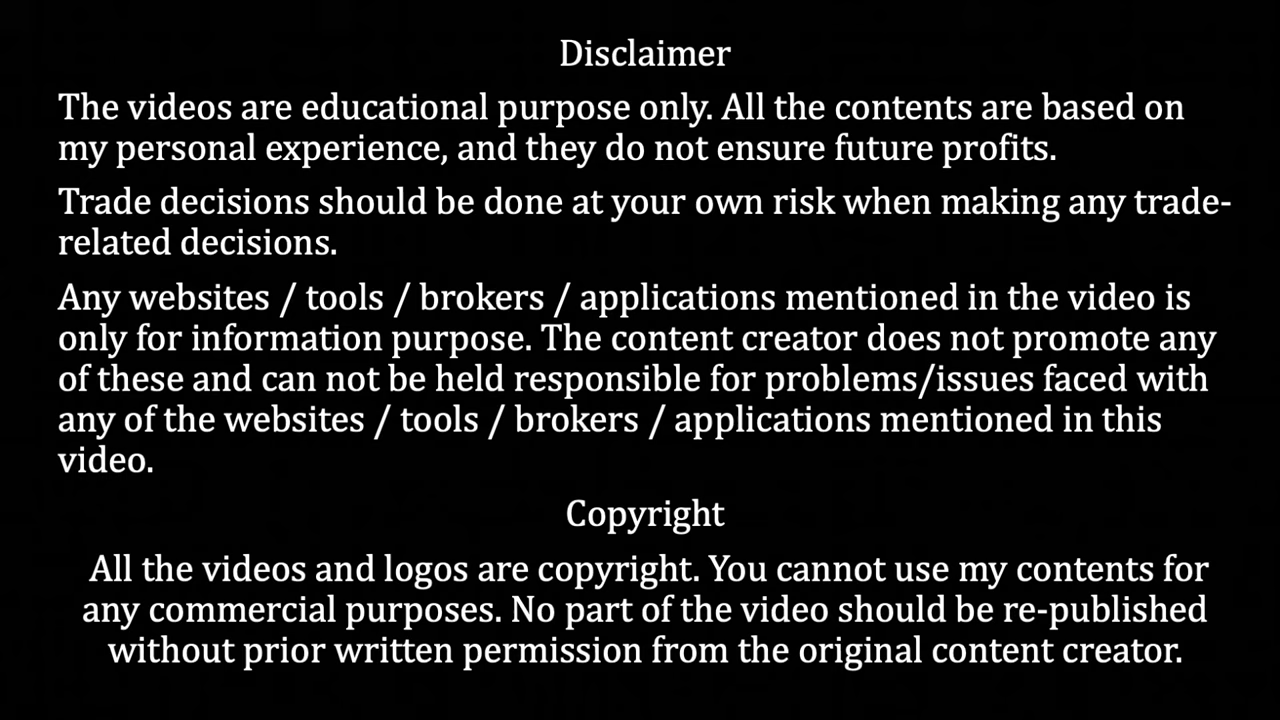 Disclaimer
The videos are educational purpose only. All the contents are based on
my personal experience, and they do not ensure future profits.
Trade decisions should be done at your own risk when making any trade-
related decisions.
Any websites / tools / brokers / applications mentioned in the video is
only for information purpose. The content creator does not promote any
of these and can not be held responsible for problems/issues faced with
any of the websites / tools / brokers / applications mentioned in this
video.
Copyright
All the videos and logos are copyright. You cannot use my contents for
any commercial purposes. No part of the video should be re-published
without prior written permission from the original content creator.